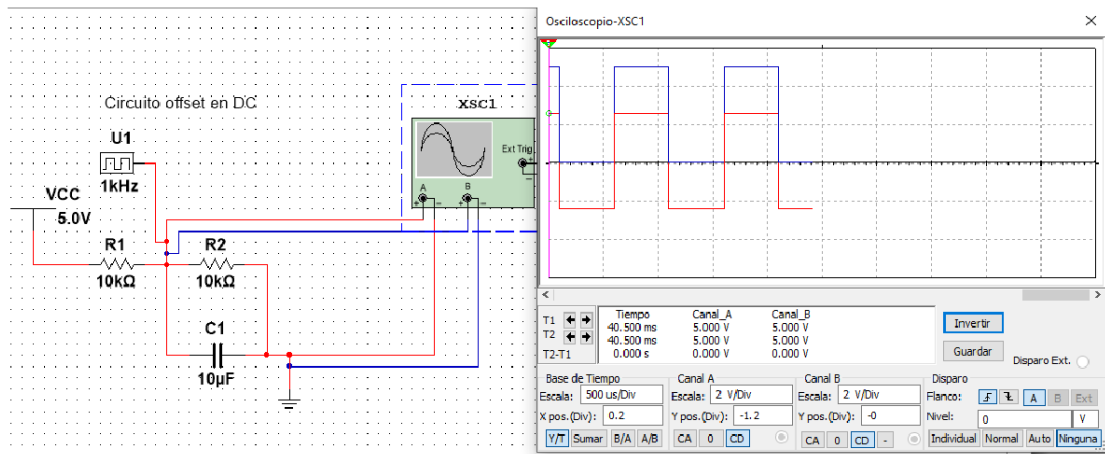 Osciloscopio-XSC1
Circuito offset en DC
U1
1kHz
VCC
5.0V
R1
10kΩ
R2
10kΩ
C1
10µF
XSC1
Ext Trig
+
−
A
B
+ − + −
T1
T2
T2-T1
Tiempo Canal_A Canal_B
40.500 ms 5.000 V 5.000 V
40.500 ms 5.000 V 5.000 V
0.000 s 0.000 V 0.000 V
Invertir
Guardar
Disparo Ext.
Base de Tiempo
Escala: 500 us/Div
X pos.(Div): 0.2
Y/T Sumar B/A A/B
Canal A
Escala: 2 V/Div
Y pos.(Div): -1.2
CA 0 CD
Canal B
Escala: 2 V/Div
Y pos.(Div): -0
CA 0 CD -
Disparo
Flanco: A B Ext
Nivel: 0 V
Individual Normal Auto Ninguna